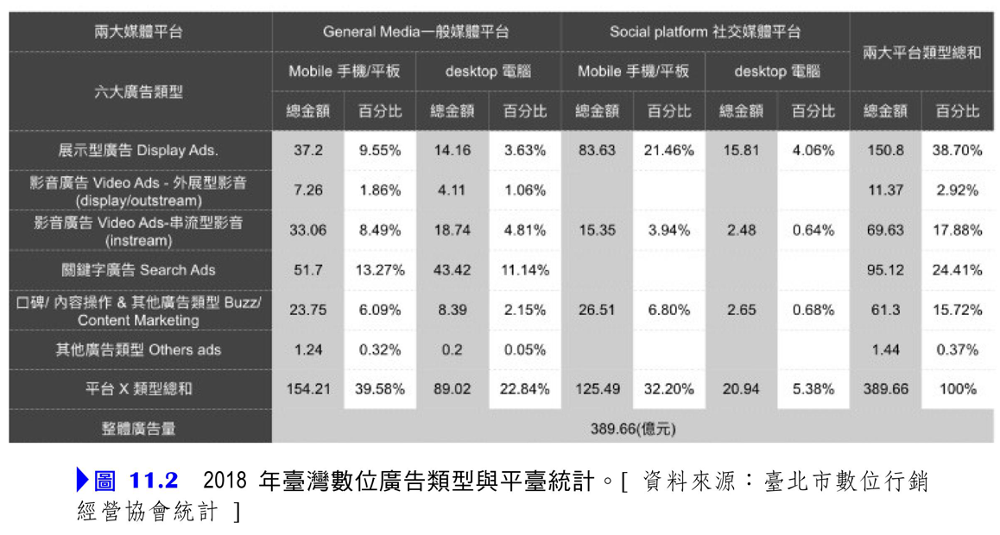 兩大媒體平台 General Media一般媒體平台 Social platform 社交媒體平台 兩大平台類型總和
六大廣告類型 Mobile 手機/平板 desktop 電腦 Mobile 手機/平板 desktop 電腦
總金額 百分比 總金額 百分比 總金額 百分比 總金額 百分比 總金額 百分比
展示型廣告 Display Ads. 37.2 9.55% 14.16 3.63% 83.63 21.46% 15.81 4.06% 150.8 38.70%
影音廣告 Video Ads - 外展型影音
(display/outstream) 7.26 1.86% 4.11 1.06% 11.37 2.92%
影音廣告 Video Ads-串流型影音
(instream) 33.06 8.49% 18.74 4.81% 15.35 3.94% 2.48 0.64% 69.63 17.88%
關鍵字廣告 Search Ads 51.7 13.27% 43.42 11.14% 95.12 24.41%
口碑/ 內容操作 & 其他廣告類型 Buzz/
Content Marketing 23.75 6.09% 8.39 2.15% 26.51 6.80% 2.65 0.68% 61.3 15.72%
其他廣告類型 Others ads 1.24 0.32% 0.2 0.05% 1.44 0.37%
平台 X 類型總和 154.21 39.58% 89.02 22.84% 125.49 32.20% 20.94 5.38% 389.66 100%
整體廣告量 389.66(億元)
圖 11.2 2018 年臺灣數位廣告類型與平臺統計。[ 資料來源：臺北市數位行銷
經營協會統計 ]